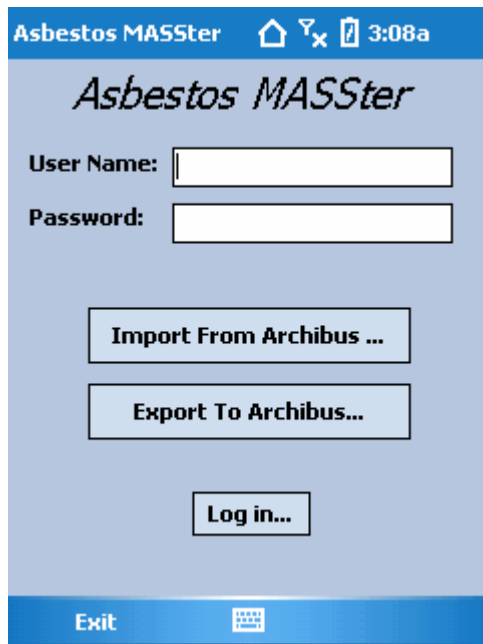 Asbestos MASSter 3:08a
Asbestos MASSter
User Name:
Password:
Import From Archibus ...
Export To Archibus...
Log in...
Exit